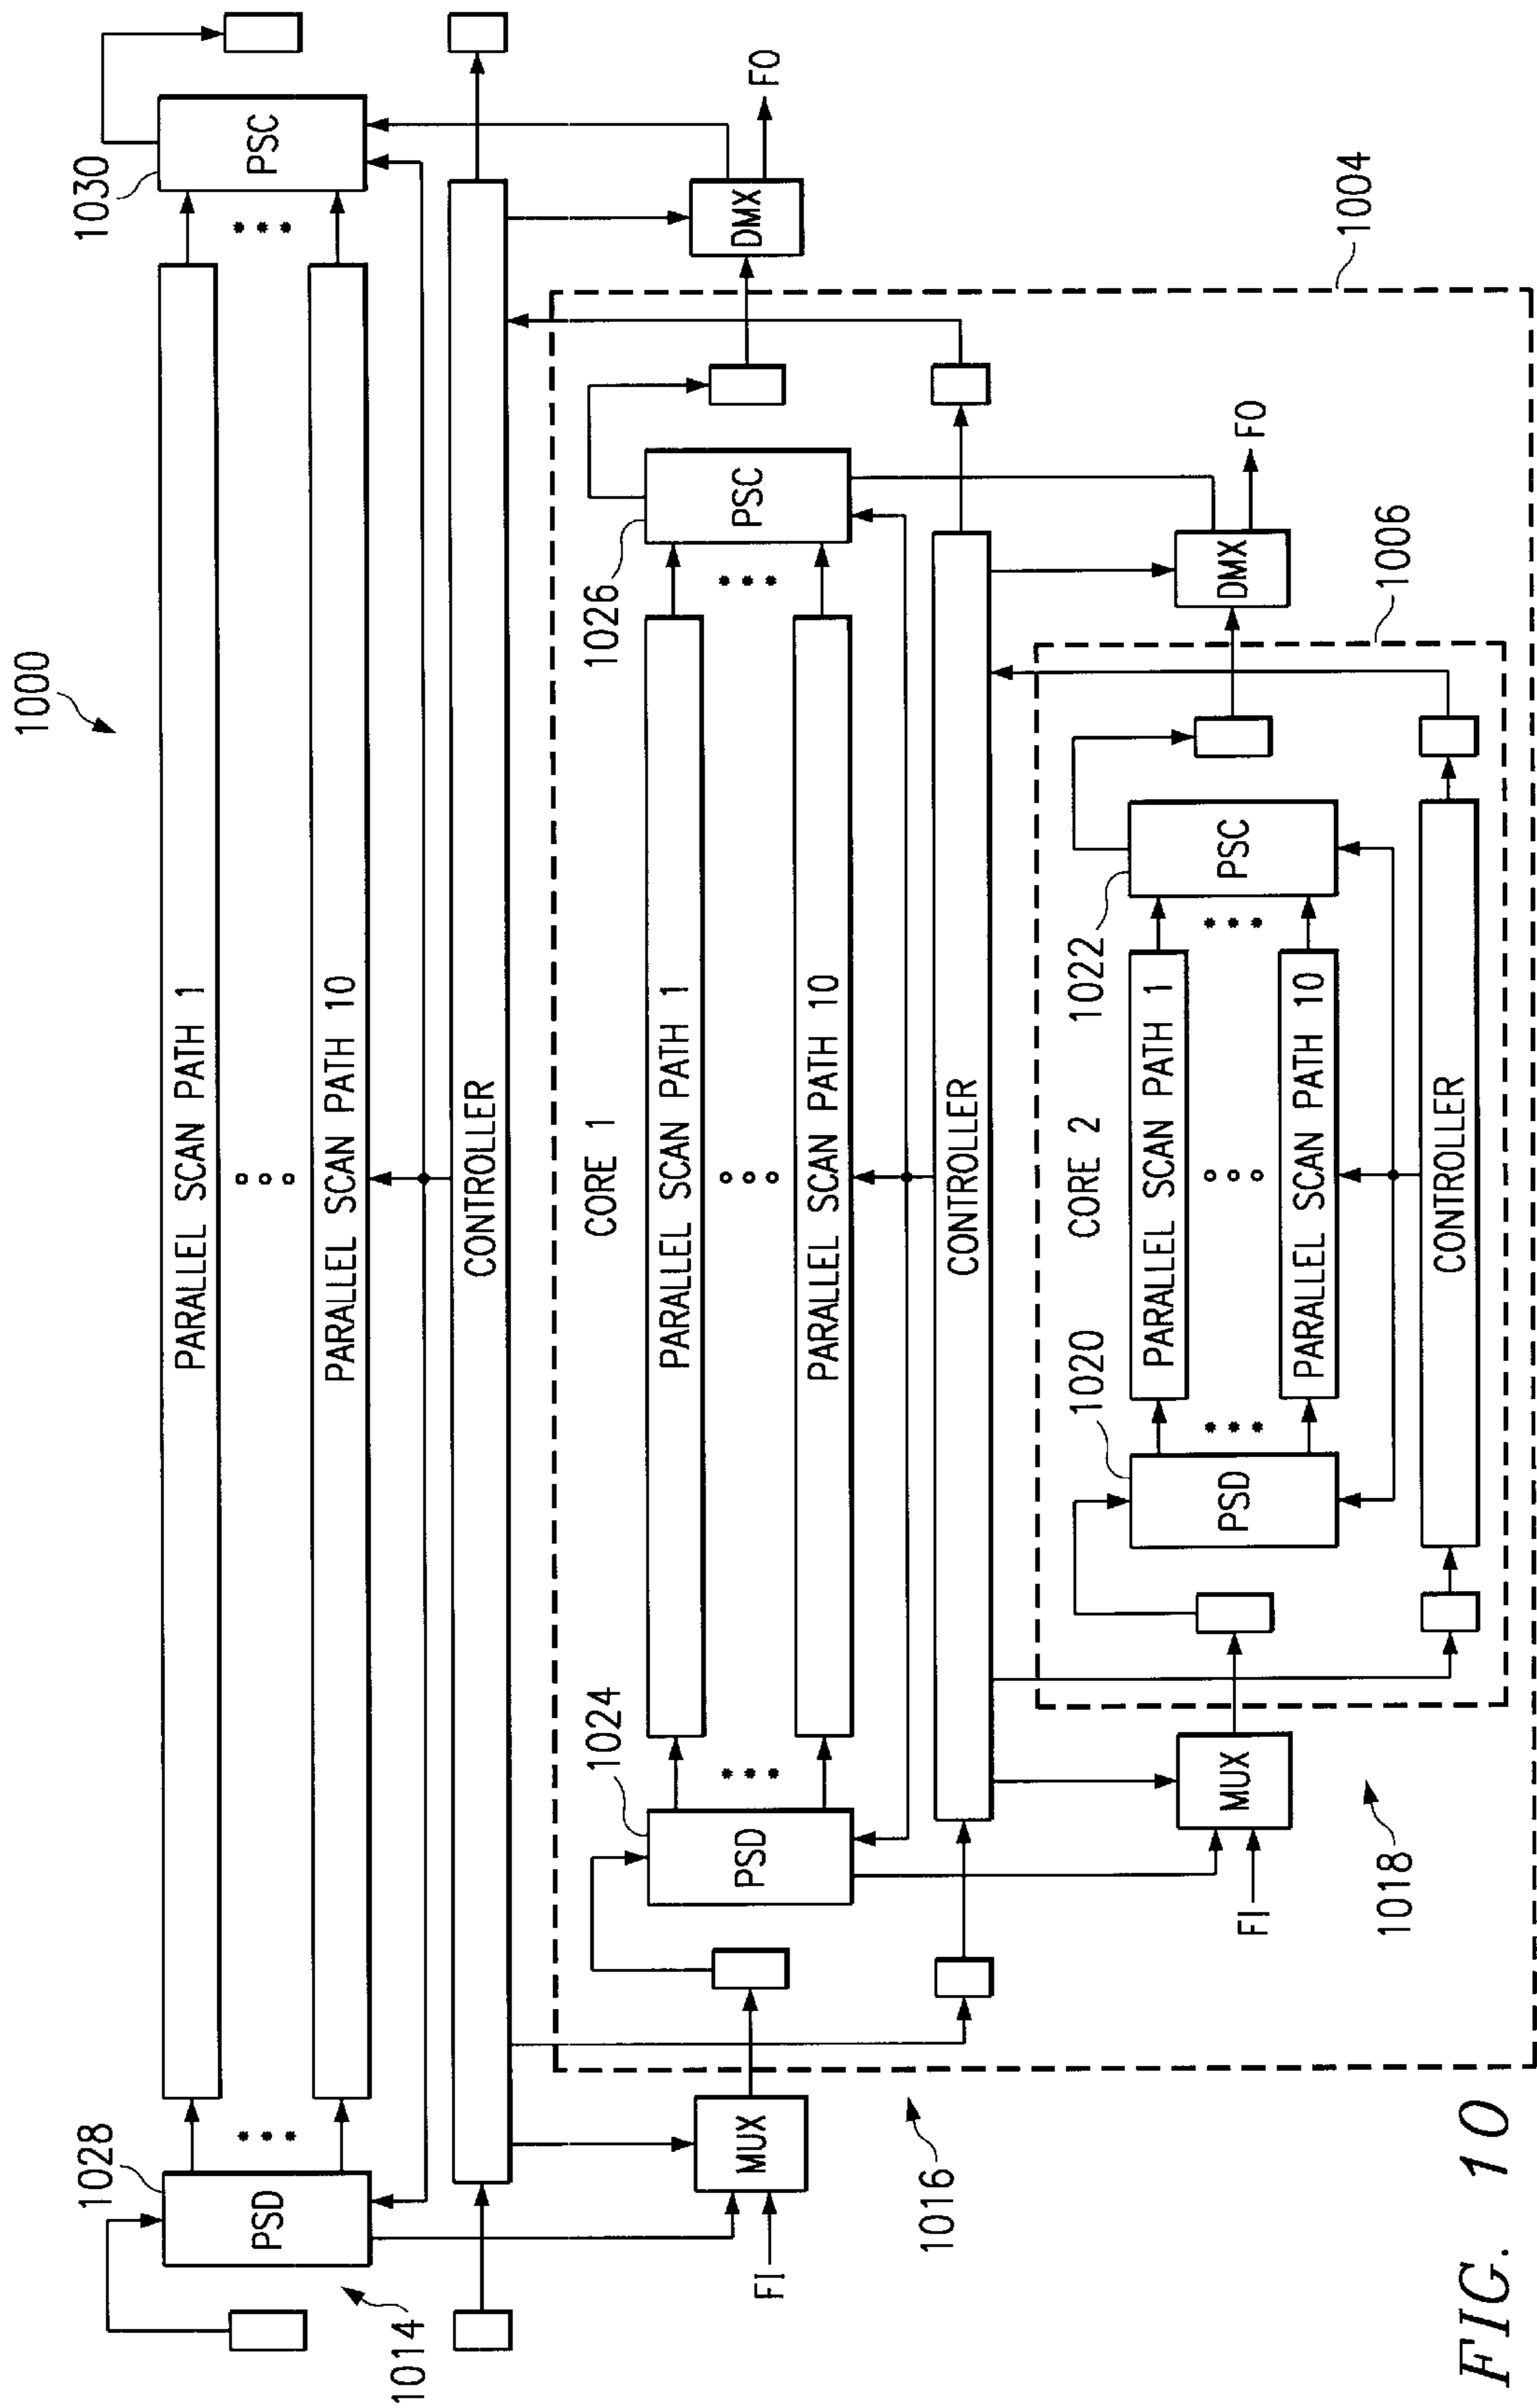 1000
1028
1030
PSD
PARALLEL SCAN PATH 1
PSC
PARALLEL SCAN PATH 10
1014
CONTROLLER
MUX
DMX
FI
FO
1016
CORE 1
1024
1026
PSD
PARALLEL SCAN PATH 1
PSC
PARALLEL SCAN PATH 10
CONTROLLER
MUX
DMX
FI
FO
1018
1004
1006
CORE 2
1020
1022
PSD
PARALLEL SCAN PATH 1
PSC
PARALLEL SCAN PATH 10
CONTROLLER
FIG. 10